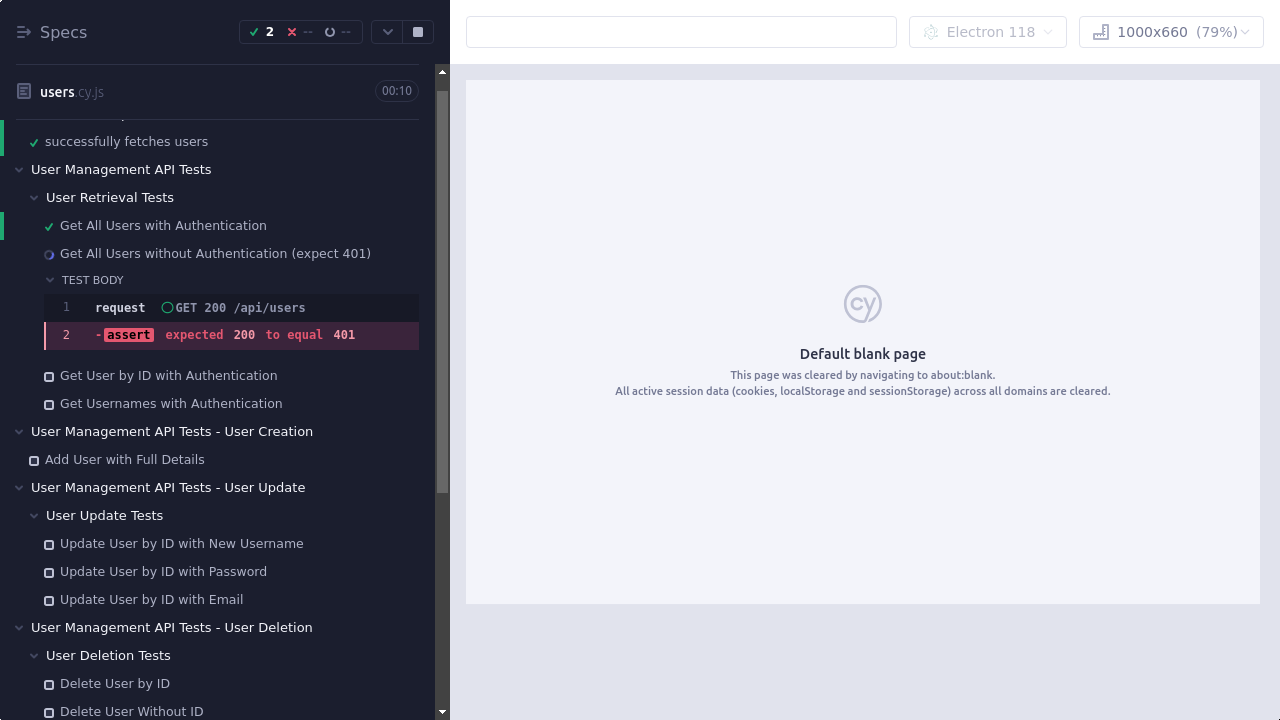 Specs
2
--
--
users.cy.js
00:10
successfully fetches users
User Management API Tests
User Retrieval Tests
Get All Users with Authentication
Get All Users without Authentication (expect 401)
TEST BODY
1 request GET 200 /api/users
2 -assert expected 200 to equal 401
Get User by ID with Authentication
Get Usernames with Authentication
User Management API Tests - User Creation
Add User with Full Details
User Management API Tests - User Update
User Update Tests
Update User by ID with New Username
Update User by ID with Password
Update User by ID with Email
User Management API Tests - User Deletion
User Deletion Tests
Delete User by ID
Delete User Without ID
Electron 118
1000x660 (79%)
cy
Default blank page
This page was cleared by navigating to about:blank.
All active session data (cookies, localStorage and sessionStorage) across all domains are cleared.